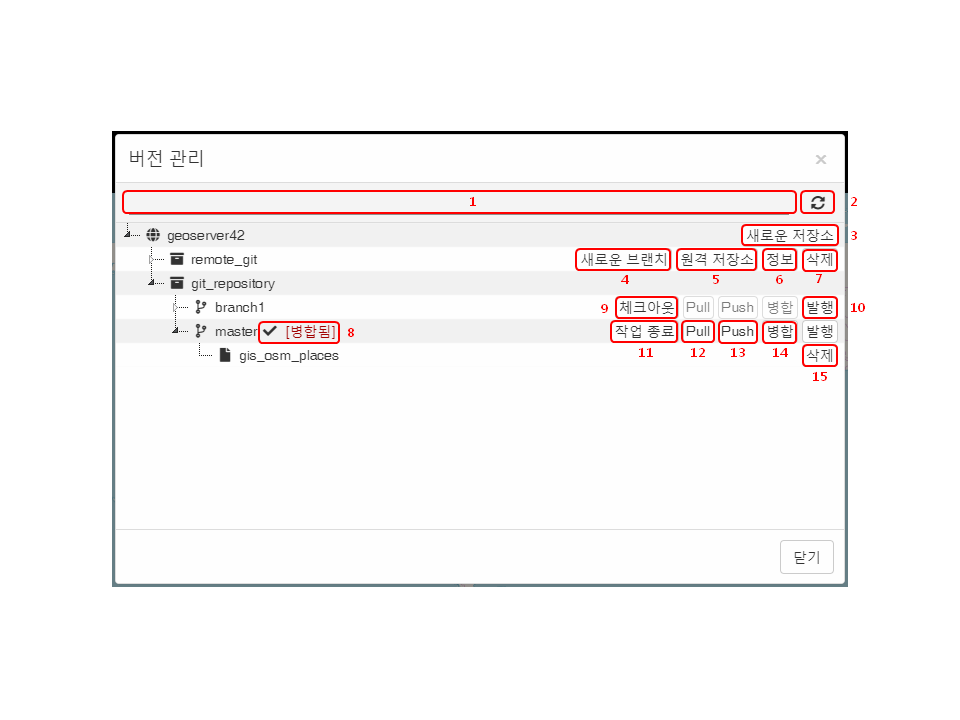 버전 관리 ×
1 2
geoserver42 새로운 저장소 3
remote_git 새로운 브랜치 원격 저장소 정보 삭제
4 5 6 7
git_repository
branch1 9 체크아웃 Pull Push 병합 발행 10
master [병합됨] 8 작업 종료 Pull Push 병합 발행
11 12 13 14
gis_osm_places 삭제
15
닫기